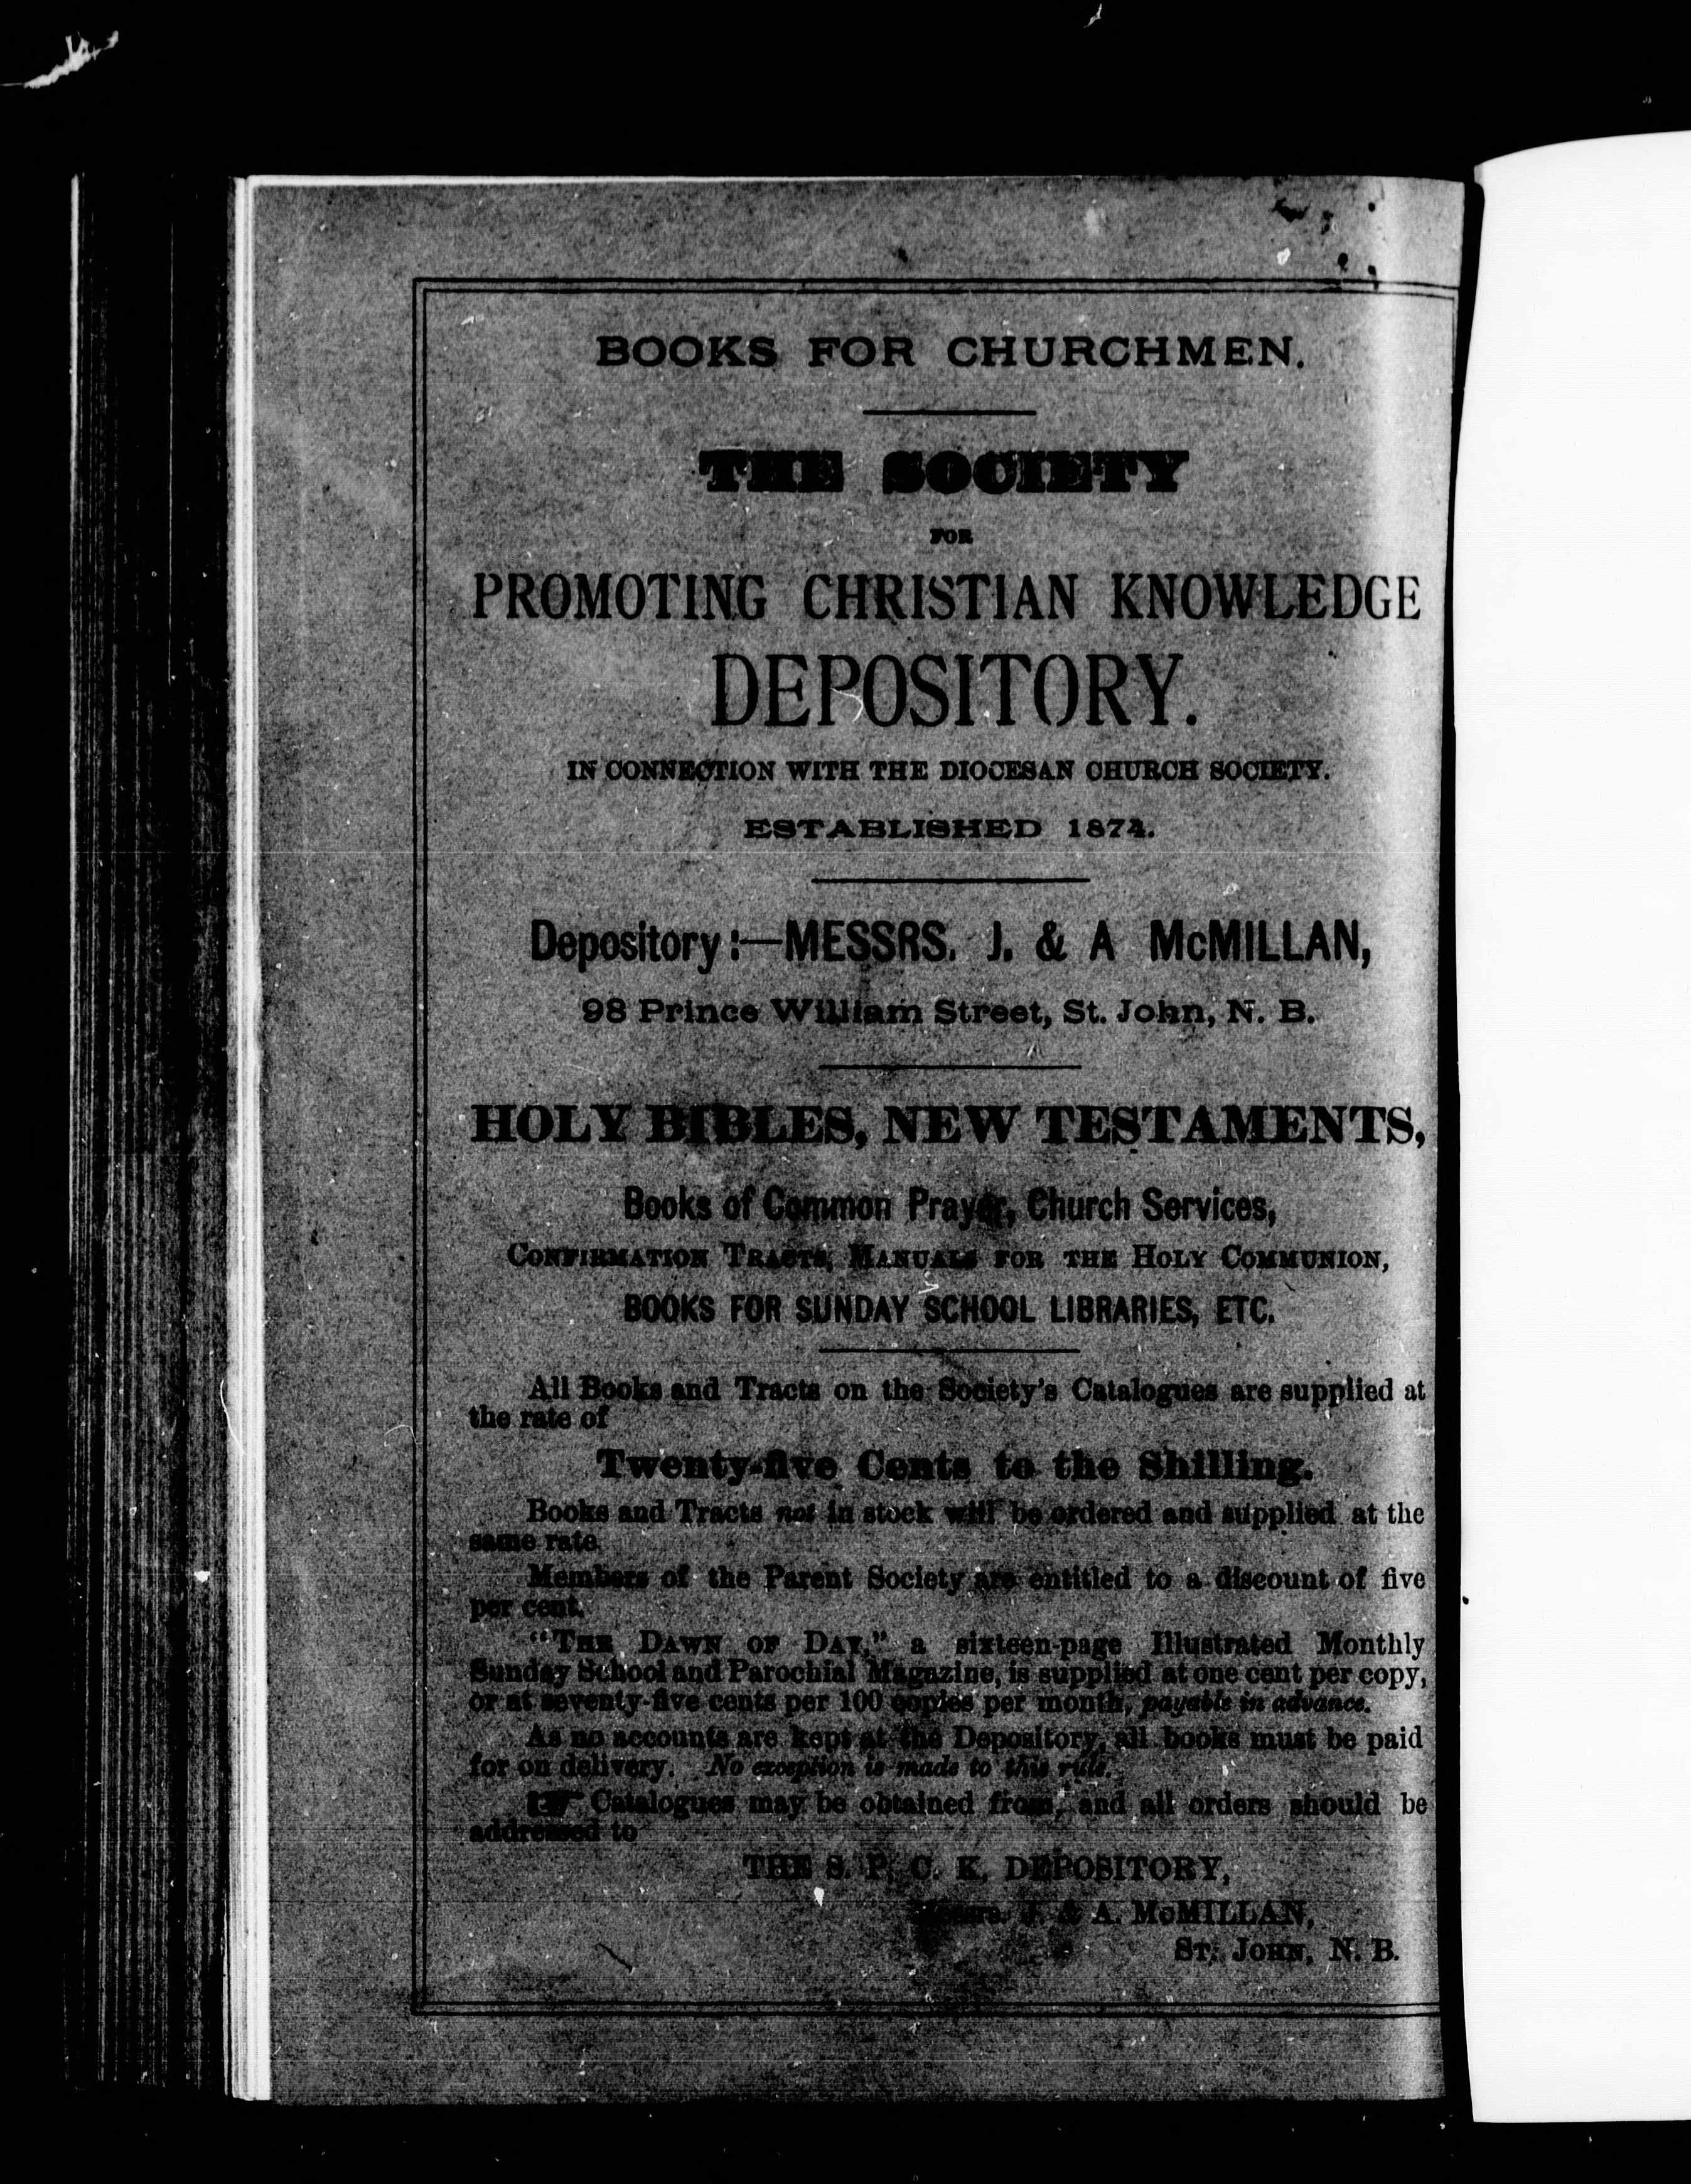 BOOKS FOR CHURCHMEN.
THE SOCIETY
FOR
PROMOTING CHRISTIAN KNOWLEDGE
DEPOSITORY.
IN CONNECTION WITH THE DIOCESAN CHURCH SOCIETY.
ESTABLISHED 1874.
Depository:—MESSRS. J. & A McMILLAN,
98 Prince William Street, St. John, N. B.
HOLY BIBLES, NEW TESTAMENTS,
Books of Common Prayer, Church Services,
CONFIRMATION TRACTS, MANUALS FOR THE HOLY COMMUNION,
BOOKS FOR SUNDAY SCHOOL LIBRARIES, ETC.
All Books and Tracts on the Society's Catalogues are supplied at
the rate of
Twenty-five Cents to the Shilling.
Books and Tracts not in stock will be ordered and supplied at the
same rate.
Members of the Parent Society are entitled to a discount of five
per cent.
"THE DAWN OF DAY," a sixteen-page Illustrated Monthly
Sunday School and Parochial Magazine, is supplied at one cent per copy,
or at seventy-five cents per 100 copies per month, payable in advance.
As no accounts are kept at the Depository, all books must be paid
for on delivery. No exception is made to this rule.
☞ Catalogues may be obtained from, and all orders should be
addressed to
THE S. P. C. K. DEPOSITORY,
Messrs. J. & A. McMILLAN,
ST. JOHN, N. B.